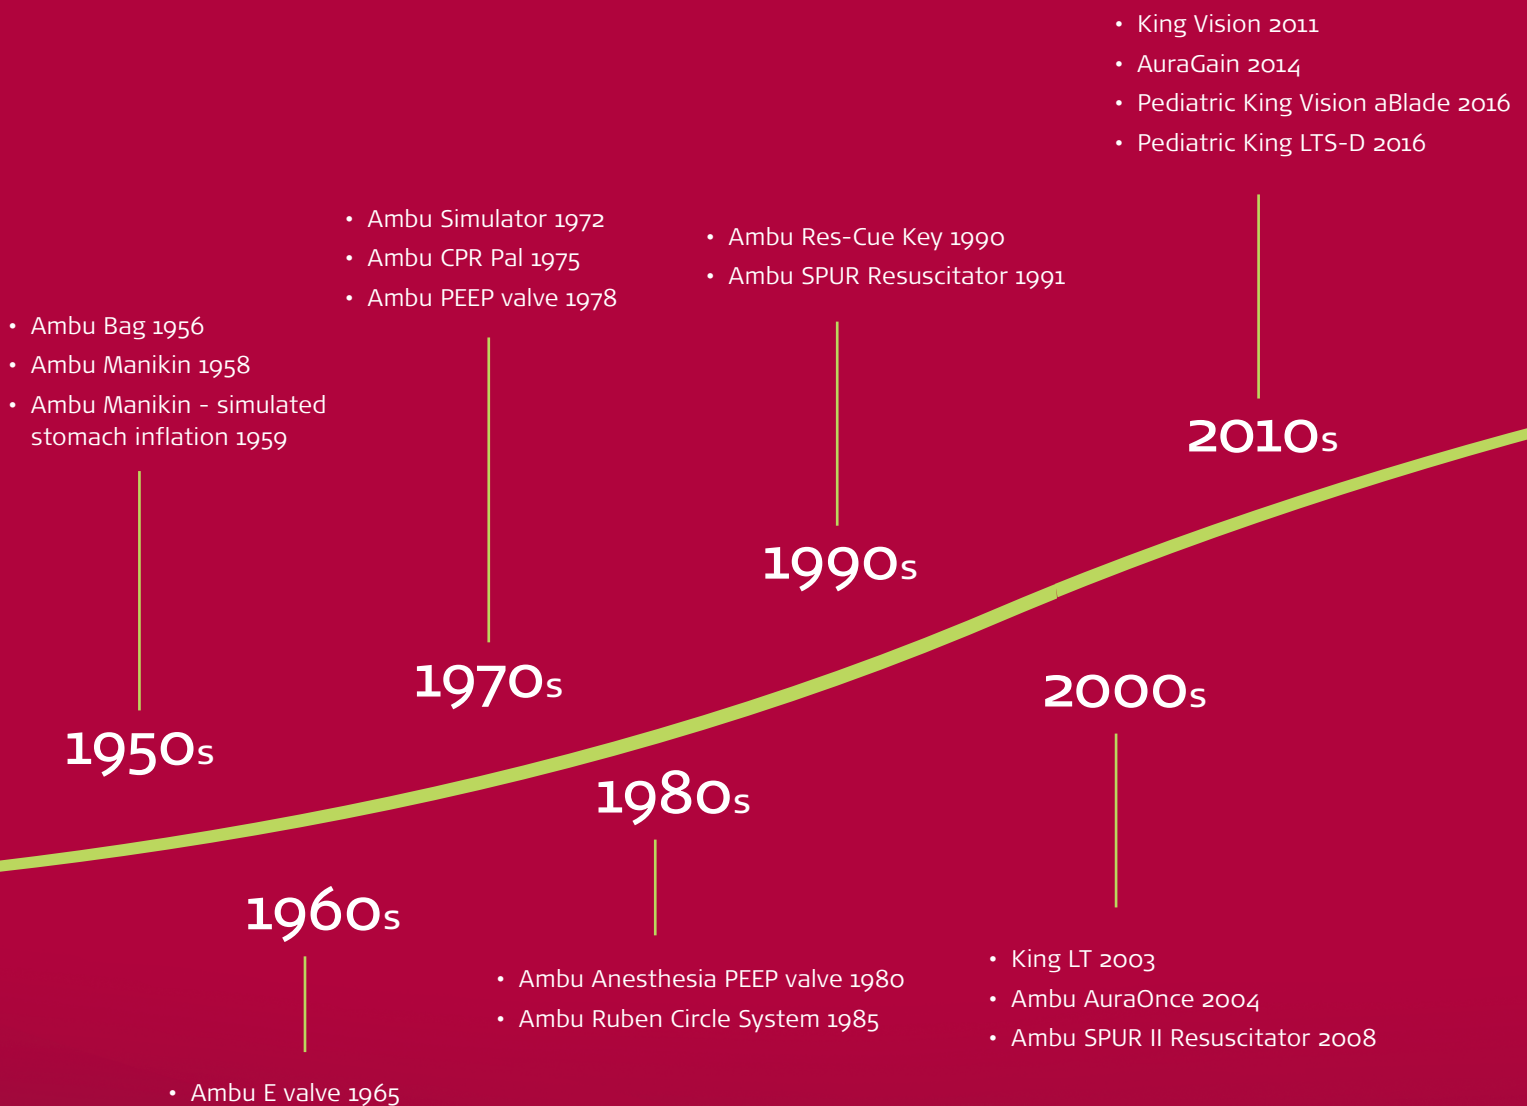 • King Vision 2011
• AuraGain 2014
• Pediatric King Vision aBlade 2016
• Pediatric King LTS-D 2016
• Ambu Simulator 1972
• Ambu CPR Pal 1975
• Ambu PEEP valve 1978
• Ambu Res-Cue Key 1990
• Ambu SPUR Resuscitator 1991
• Ambu Bag 1956
• Ambu Manikin 1958
• Ambu Manikin - simulated
stomach inflation 1959
2010s
1990s
1970s
2000s
1950s
1980s
1960s
• King LT 2003
• Ambu AuraOnce 2004
• Ambu SPUR II Resuscitator 2008
• Ambu Anesthesia PEEP valve 1980
• Ambu Ruben Circle System 1985
• Ambu E valve 1965